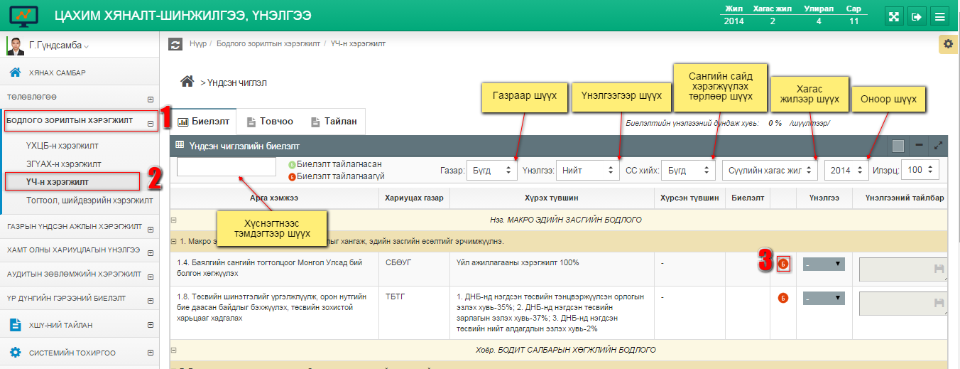 ЦАХИМ ХЯНАЛТ-ШИНЖИЛГЭЭ, ҮНЭЛГЭЭ
Жил Хагас жил Улирал Сар
2014 2 4 11
Г.Гүндсамба
Нүүр / Бодлого зорилтын хэрэгжилт / ҮЧ-н хэрэгжилт
ХЯНАХ САМБАР
ТӨЛӨВЛӨГӨӨ
БОДЛОГО ЗОРИЛТЫН ХЭРЭГЖИЛТ
1
ҮХЦБ-н хэрэгжилт
ЗГҮАХ-н хэрэгжилт
ҮЧ-н хэрэгжилт
2
Тогтоол, шийдвэрийн хэрэгжилт
ГАЗРЫН ҮНДСЭН АЖЛЫН ХЭРЭГЖИЛТ
ХАМТ ОЛНЫ ХАРИУЦЛАГЫН ҮНЭЛГЭЭ
АУДИТЫН ЗӨВЛӨМЖИЙН ХЭРЭГЖИЛТ
ҮР ДҮНГИЙН ГЭРЭЭНИЙ БИЕЛЭЛТ
ХШҮ-НИЙ ТАЙЛАН
СИСТЕМИЙН ТОХИРГОО
> Үндсэн чиглэл
Газраар шүүх
Үнэлгээгээр шүүх
Сангийн сайд
хэрэгжүүлэх
төрлөөр шүүх
Хагас
жилээр шүүх
Оноор шүүх
Биелэлт Товчоо Тайлан
Биелэлтийн үнэлгээний дундаж хувь: 0 % /шүүлтээр/
Үндсэн чиглэлийн биелэлт
Биелэлт тайлагнасан
Биелэлт тайлагнаагүй
Газар: Бүгд Үнэлгээ: Нийт СС хийх: Бүгд Сүүлийн хагас жил 2014 Илэрц: 100
Хүснэгтнээс
тэмдэгтээр шүүх
Арга хэмжээ Хариуцах газар Хүрэх түвшин Хүрсэн түвшин Биелэлт Үнэлгээ Үнэлгээний тайлбар
Нэг. МАКРО ЭДИЙН ЗАСГИЙН БОДЛОГО
1. Макро э ыг хангаж, эдийн засгийн өсөлтийг эрчимжүүлнэ.
1.4. Баялгийн сангийн тогтолцоог Монгол Улсад бий
болгон хөгжүүлэх
СБӨУГ
Үйл ажиллагааны хэрэгжилт 100%
-
3
Б
-
1.8. Төсвийн шинэтгэлийг үргэлжлүүлж, орон нутгийн
бие даасан байдлыг бэхжүүлэх, төсвийн зохистой
харьцааг хадгалах
ТБТГ
1. ДНБ-нд нэгдсэн төсвийн тэнцвэржүүлсэн орлогын
эзлэх хувь-35%; 2. ДНБ-нд нэгдсэн төсвийн
зарлагын эзлэх хувь-37%; 3. ДНБ-нд нэгдсэн
төсвийн нийт алдагдлын эзлэх хувь-2%
-
Б
-
Хоёр. БОДИТ САЛБАРЫН ХӨГЖЛИЙН БОДЛОГО